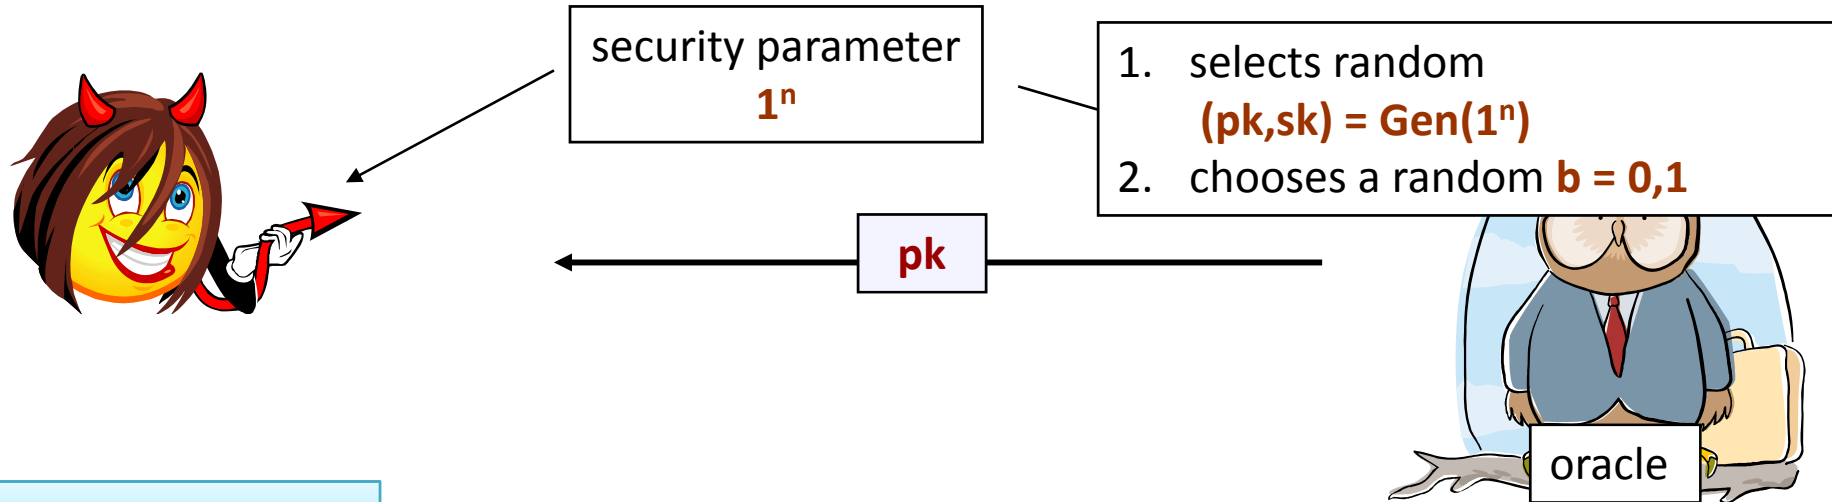 security parameter
1ⁿ
1. selects random
(pk,sk) = Gen(1ⁿ)
2. chooses a random b = 0,1
pk
oracle